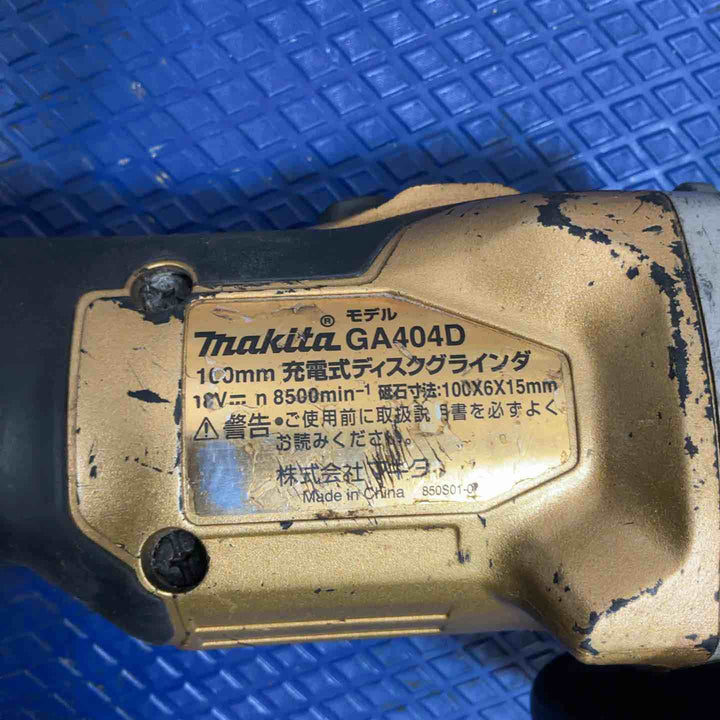 モデル
makita® GA404D
100mm 充電式ディスクグラインダ
18V⎓ n 8500min⁻¹ 砥石寸法:100X6X15mm
⚠警告 ●ご使用前に取扱説明書を必ずよく
お読みください。
株式会社マキタ
Made in China 850S01-0